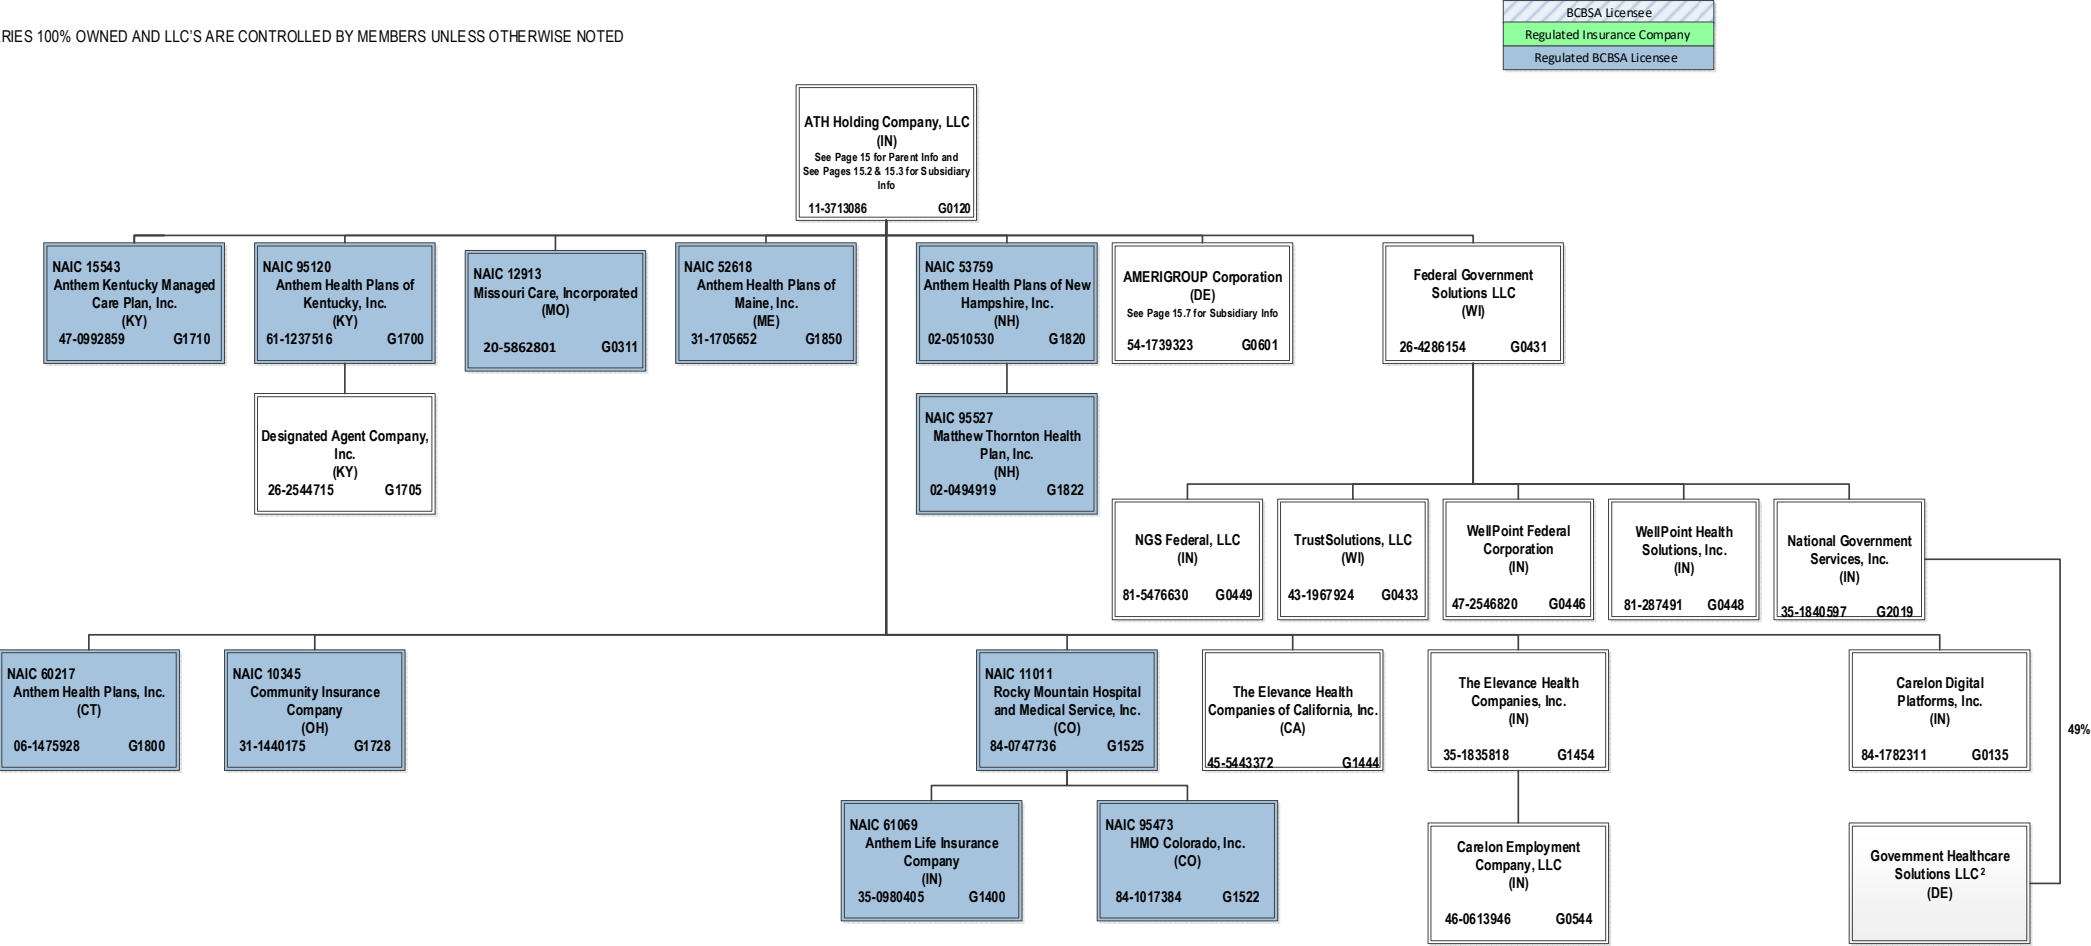 BCBSA Licensee
Regulated Insurance Company
Regulated BCBSA Licensee
RIES 100% OWNED AND LLC'S ARE CONTROLLED BY MEMBERS UNLESS OTHERWISE NOTED
ATH Holding Company, LLC
(IN)
See Page 15 for Parent Info and
See Pages 15.2 & 15.3 for Subsidiary
Info
11-3713086 G0120
NAIC 15543
Anthem Kentucky Managed
Care Plan, Inc.
(KY)
47-0992859 G1710
NAIC 95120
Anthem Health Plans of
Kentucky, Inc.
(KY)
61-1237516 G1700
NAIC 12913
Missouri Care, Incorporated
(MO)
20-5862801 G0311
NAIC 52618
Anthem Health Plans of
Maine, Inc.
(ME)
31-1705652 G1850
NAIC 53759
Anthem Health Plans of New
Hampshire, Inc.
(NH)
02-0510530 G1820
AMERIGROUP Corporation
(DE)
See Page 15.7 for Subsidiary Info
54-1739323 G0601
Federal Government
Solutions LLC
(WI)
26-4286154 G0431
Designated Agent Company,
Inc.
(KY)
26-2544715 G1705
NAIC 95527
Matthew Thornton Health
Plan, Inc.
(NH)
02-0494919 G1822
NGS Federal, LLC
(IN)
81-5476630 G0449
TrustSolutions, LLC
(WI)
43-1967924 G0433
WellPoint Federal
Corporation
(IN)
47-2546820 G0446
WellPoint Health
Solutions, Inc.
(IN)
81-287491 G0448
National Government
Services, Inc.
(IN)
35-1840597 G2019
NAIC 60217
Anthem Health Plans, Inc.
(CT)
06-1475928 G1800
NAIC 10345
Community Insurance
Company
(OH)
31-1440175 G1728
NAIC 11011
Rocky Mountain Hospital
and Medical Service, Inc.
(CO)
84-0747736 G1525
The Elevance Health
Companies of California, Inc.
(CA)
45-5443372 G1444
The Elevance Health
Companies, Inc.
(IN)
35-1835818 G1454
Carelon Digital
Platforms, Inc.
(IN)
84-1782311 G0135
49%
NAIC 61069
Anthem Life Insurance
Company
(IN)
35-0980405 G1400
NAIC 95473
HMO Colorado, Inc.
(CO)
84-1017384 G1522
Carelon Employment
Company, LLC
(IN)
46-0613946 G0544
Government Healthcare
Solutions LLC²
(DE)